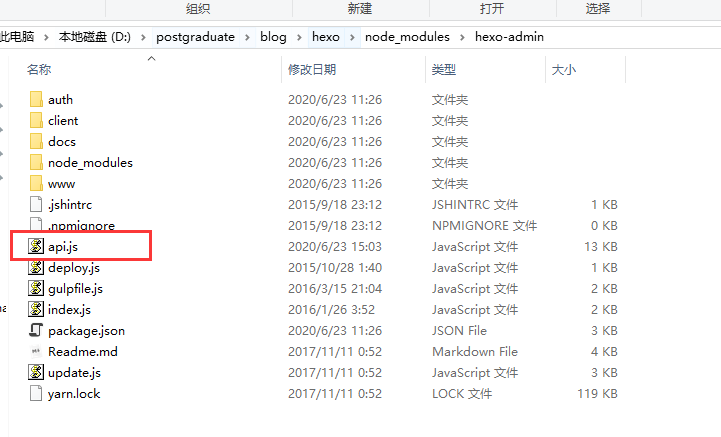 组织 新建 打开 选择
此电脑 › 本地磁盘 (D:) › postgraduate › blog › hexo › node_modules › hexo-admin
名称 修改日期 类型 大小
auth 2020/6/23 11:26 文件夹
client 2020/6/23 11:26 文件夹
docs 2020/6/23 11:26 文件夹
node_modules 2020/6/23 11:26 文件夹
www 2020/6/23 11:26 文件夹
.jshintrc 2015/9/18 23:12 JSHINTRC 文件 1 KB
.npmignore 2015/9/18 23:12 NPMIGNORE 文件 0 KB
api.js 2020/6/23 15:03 JavaScript 文件 13 KB
deploy.js 2015/10/28 1:40 JavaScript 文件 1 KB
gulpfile.js 2016/3/15 21:04 JavaScript 文件 2 KB
index.js 2016/1/26 3:52 JavaScript 文件 2 KB
package.json 2020/6/23 11:26 JSON File 3 KB
Readme.md 2017/11/11 0:52 Markdown File 4 KB
update.js 2017/11/11 0:52 JavaScript 文件 3 KB
yarn.lock 2017/11/11 0:52 LOCK 文件 119 KB